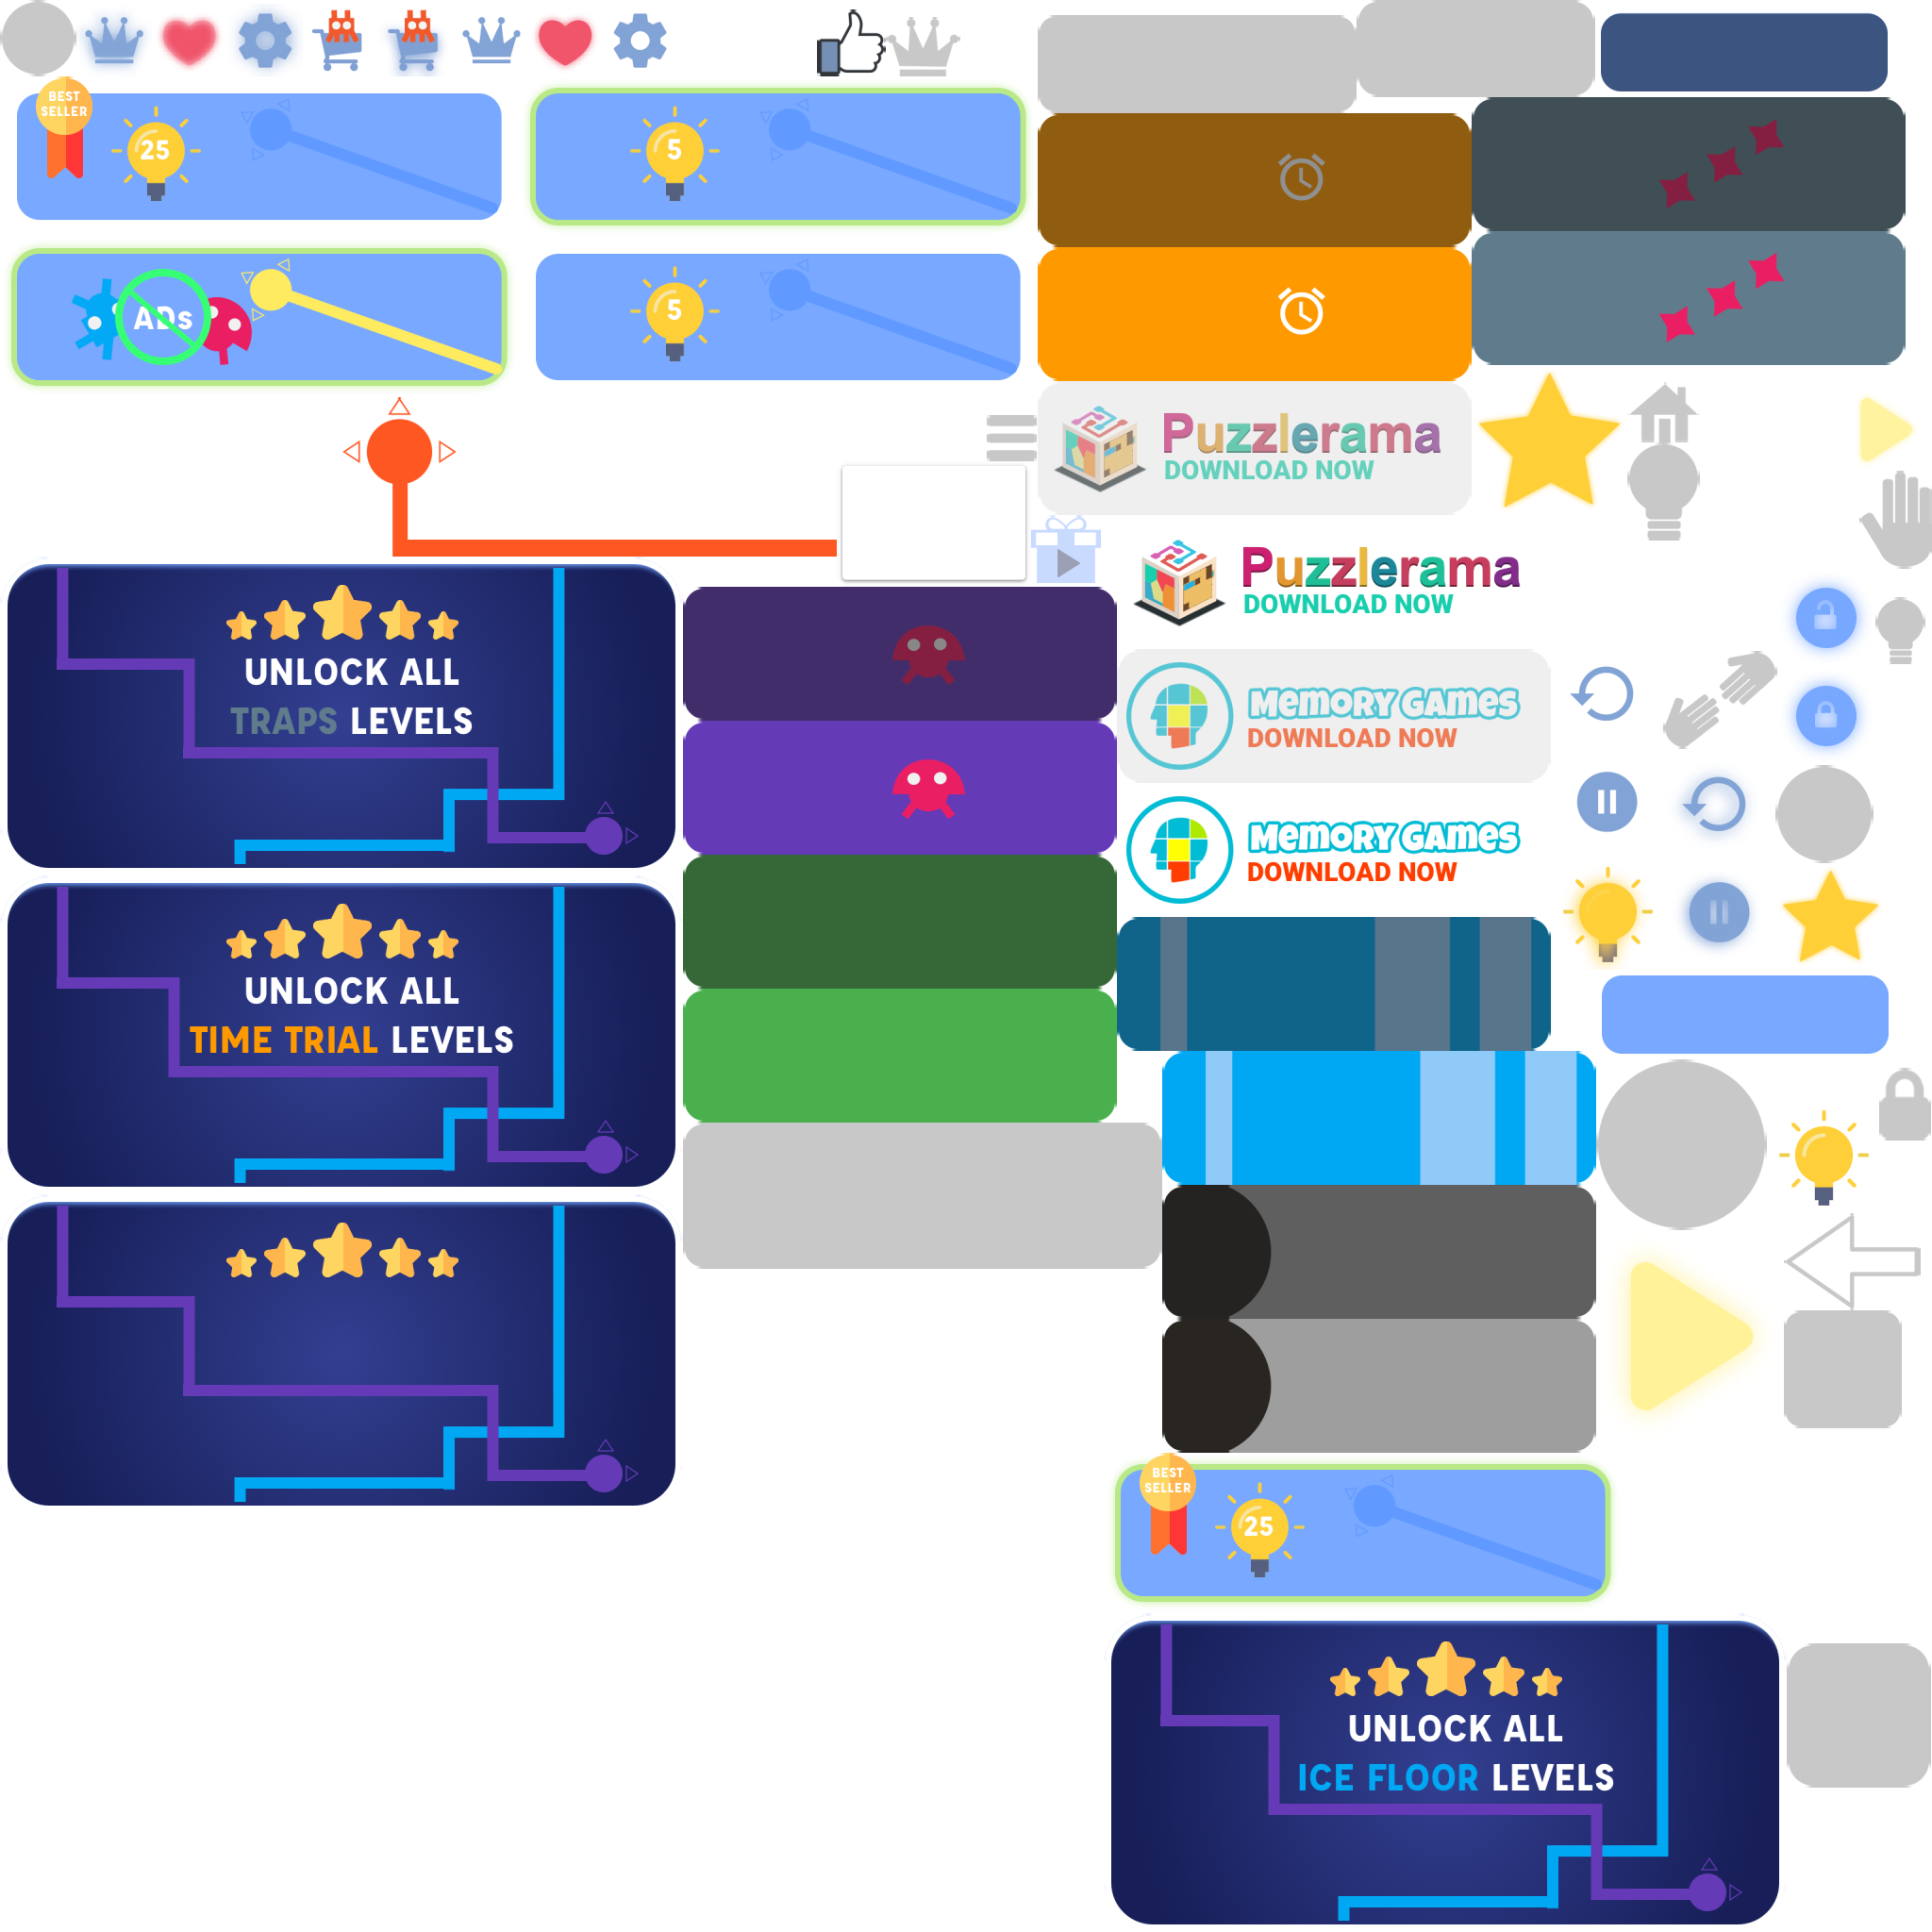 BEST
SELLER
25
5
ADs
5
Puzzlerama
DOWNLOAD NOW
Puzzlerama
DOWNLOAD NOW
UNLOCK ALL
TRAPS LEVELS
MEMORY GAMES
DOWNLOAD NOW
MEMORY GAMES
DOWNLOAD NOW
UNLOCK ALL
TIME TRIAL LEVELS
BEST
SELLER
25
UNLOCK ALL
ICE FLOOR LEVELS